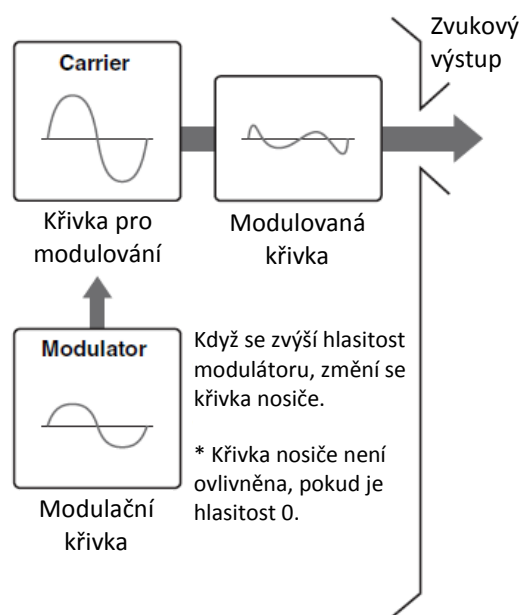 Zvukový
výstup
Carrier
Křivka pro
modulování
Modulovaná
křivka
Modulator
Modulační
křivka
Když se zvýší hlasitost
modulátoru, změní se
křivka nosiče.
* Křivka nosiče není
ovlivněna, pokud je
hlasitost 0.